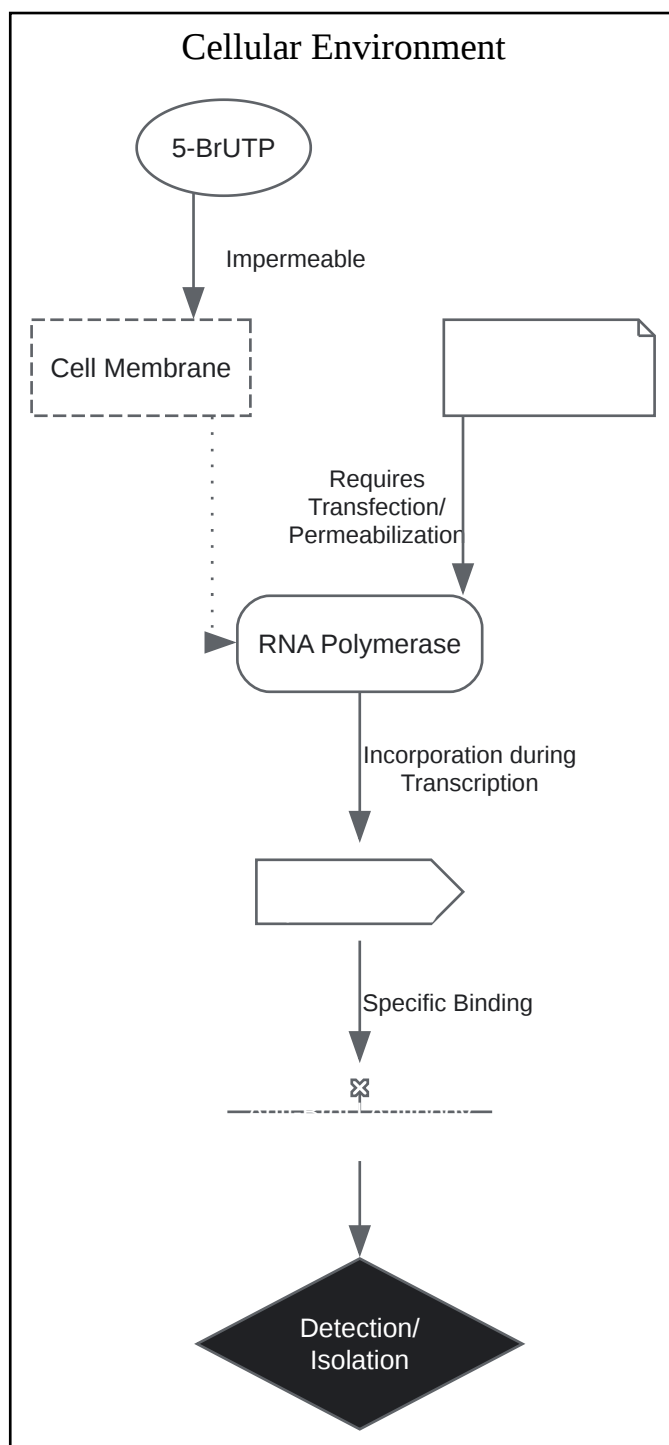 Cellular Environment
5-BrUTP
Impermeable
Cell Membrane
Requires
Transfection/
Permeabilization
RNA Polymerase
Incorporation during
Transcription
Specific Binding
Detection/
Isolation